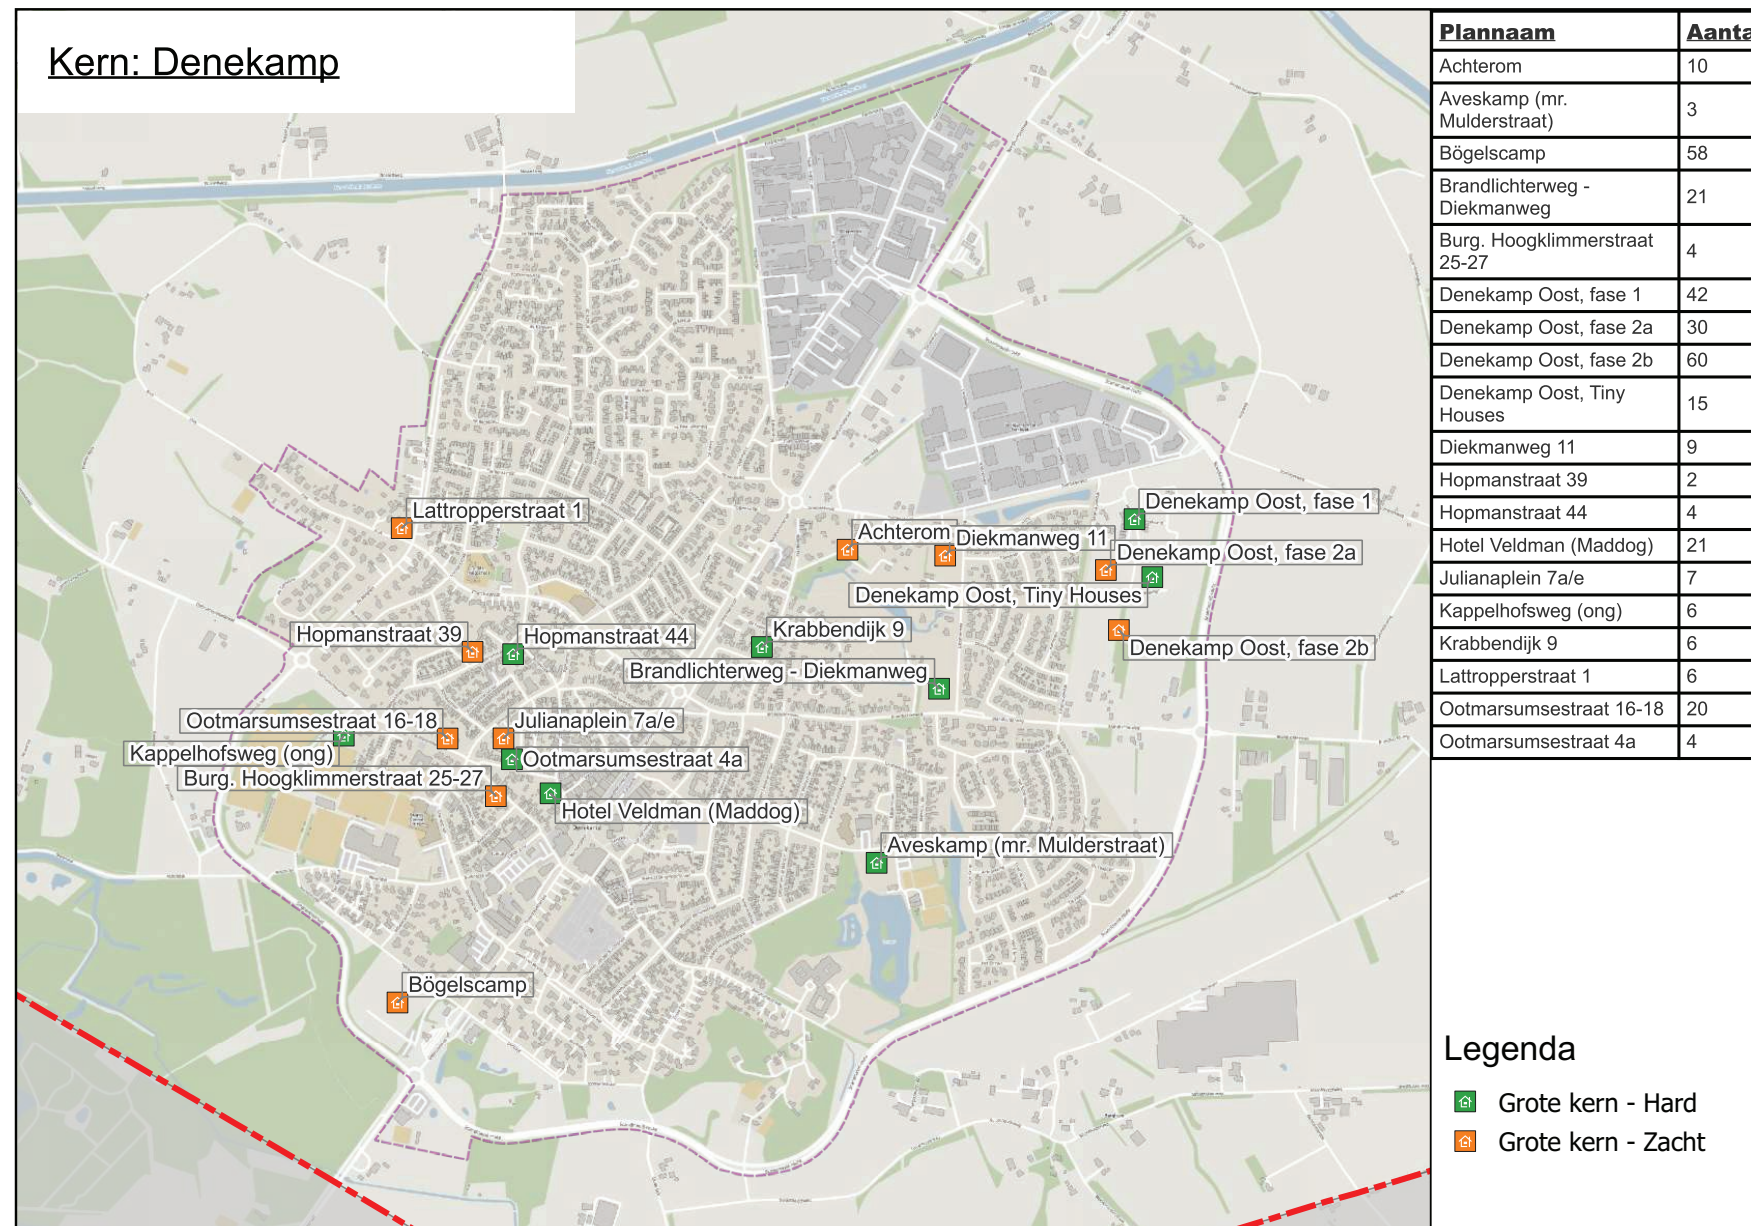 Kern: Denekamp
Lattropperstraat 1
Denekamp Oost, fase 1
Achterom
Diekmanweg 11
Denekamp Oost, fase 2a
Denekamp Oost, Tiny Houses
Hopmanstraat 39
Hopmanstraat 44
Krabbendijk 9
Denekamp Oost, fase 2b
Brandlichterweg - Diekmanweg
Ootmarsumsestraat 16-18
Julianaplein 7a/e
Kappelhofsweg (ong)
Ootmarsumsestraat 4a
Burg. Hoogklimmerstraat 25-27
Hotel Veldman (Maddog)
Aveskamp (mr. Mulderstraat)
Bögelscamp
Plannaam Aanta
Achterom 10
Aveskamp (mr.
Mulderstraat) 3
Bögelscamp 58
Brandlichterweg -
Diekmanweg 21
Burg. Hoogklimmerstraat
25-27 4
Denekamp Oost, fase 1 42
Denekamp Oost, fase 2a 30
Denekamp Oost, fase 2b 60
Denekamp Oost, Tiny
Houses 15
Diekmanweg 11 9
Hopmanstraat 39 2
Hopmanstraat 44 4
Hotel Veldman (Maddog) 21
Julianaplein 7a/e 7
Kappelhofsweg (ong) 6
Krabbendijk 9 6
Lattropperstraat 1 6
Ootmarsumsestraat 16-18 20
Ootmarsumsestraat 4a 4
Legenda
Grote kern - Hard
Grote kern - Zacht